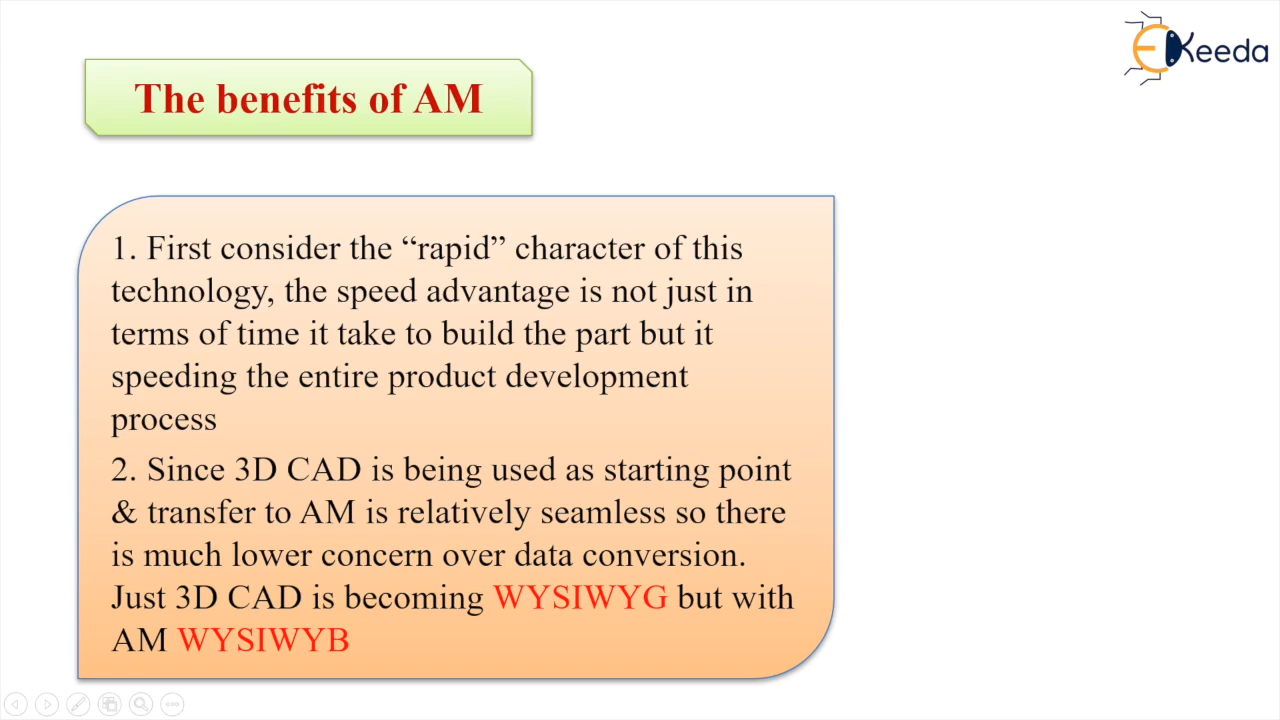 EKeeda
The benefits of AM
1. First consider the “rapid” character of this
technology, the speed advantage is not just in
terms of time it take to build the part but it
speeding the entire product development
process
2. Since 3D CAD is being used as starting point
& transfer to AM is relatively seamless so there
is much lower concern over data conversion.
Just 3D CAD is becoming WYSIWYG but with
AM WYSIWYB